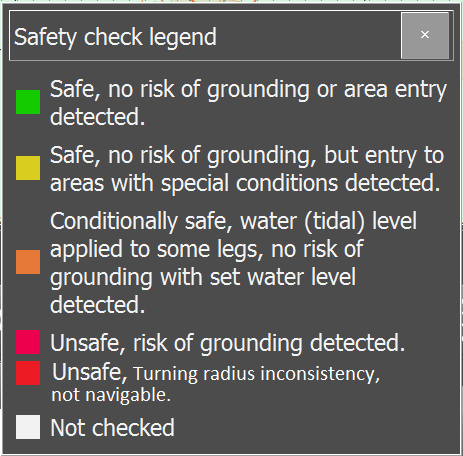 Safety check legend
×
Safe, no risk of grounding or area entry
detected.
Safe, no risk of grounding, but entry to
areas with special conditions detected.
Conditionally safe, water (tidal) level
applied to some legs, no risk of
grounding with set water level
detected.
Unsafe, risk of grounding detected.
Unsafe, Turning radius inconsistency,
not navigable.
Not checked